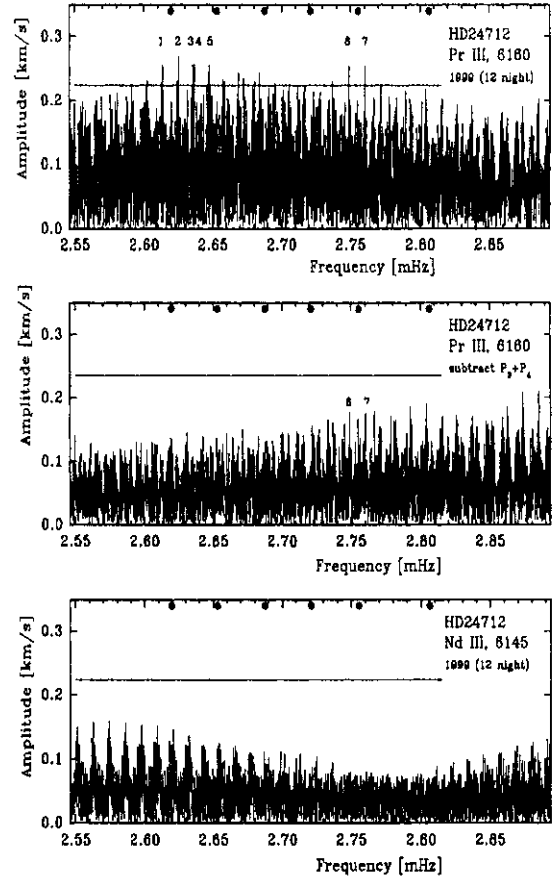 1 2 34 5 6 7
HD24712
Pr III, 6160
1999 (12 night)
Amplitude [km/s]
0.3
0.2
0.1
0.0
2.55 2.60 2.65 2.70 2.75 2.80 2.85
Frequency [mHz]
HD24712
Pr III, 6160
subtract P₃+P₄
6 7
Amplitude [km/s]
0.3
0.2
0.1
0.0
2.55 2.60 2.65 2.70 2.75 2.80 2.85
Frequency [mHz]
HD24712
Nd III, 6145
1999 (12 night)
Amplitude [km/s]
0.3
0.2
0.1
0.0
2.55 2.60 2.65 2.70 2.75 2.80 2.85
Frequency [mHz]